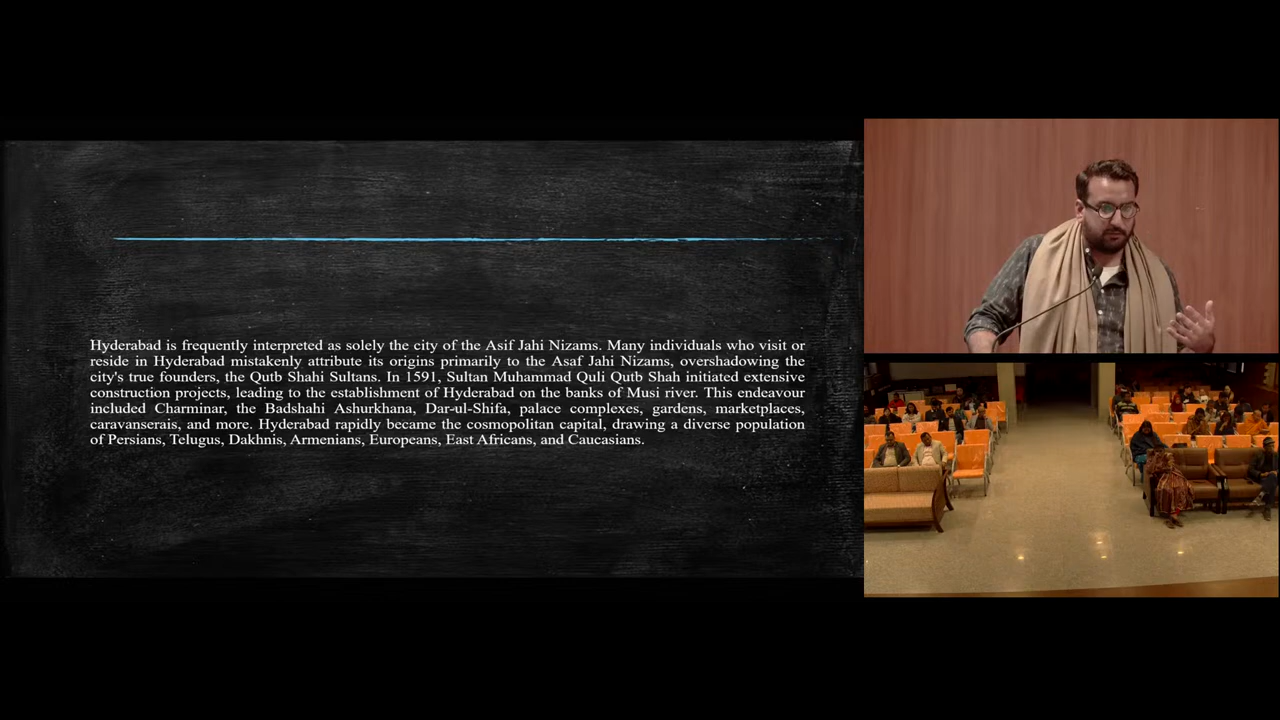 Hyderabad is frequently interpreted as solely the city of the Asif Jahi Nizams. Many individuals who visit or
reside in Hyderabad mistakenly attribute its origins primarily to the Asaf Jahi Nizams, overshadowing the
city's true founders, the Qutb Shahi Sultans. In 1591, Sultan Muhammad Quli Qutb Shah initiated extensive
construction projects, leading to the establishment of Hyderabad on the banks of Musi river. This endeavour
included Charminar, the Badshahi Ashurkhana, Dar-ul-Shifa, palace complexes, gardens, marketplaces,
caravanserais, and more. Hyderabad rapidly became the cosmopolitan capital, drawing a diverse population
of Persians, Telugus, Dakhnis, Armenians, Europeans, East Africans, and Caucasians.